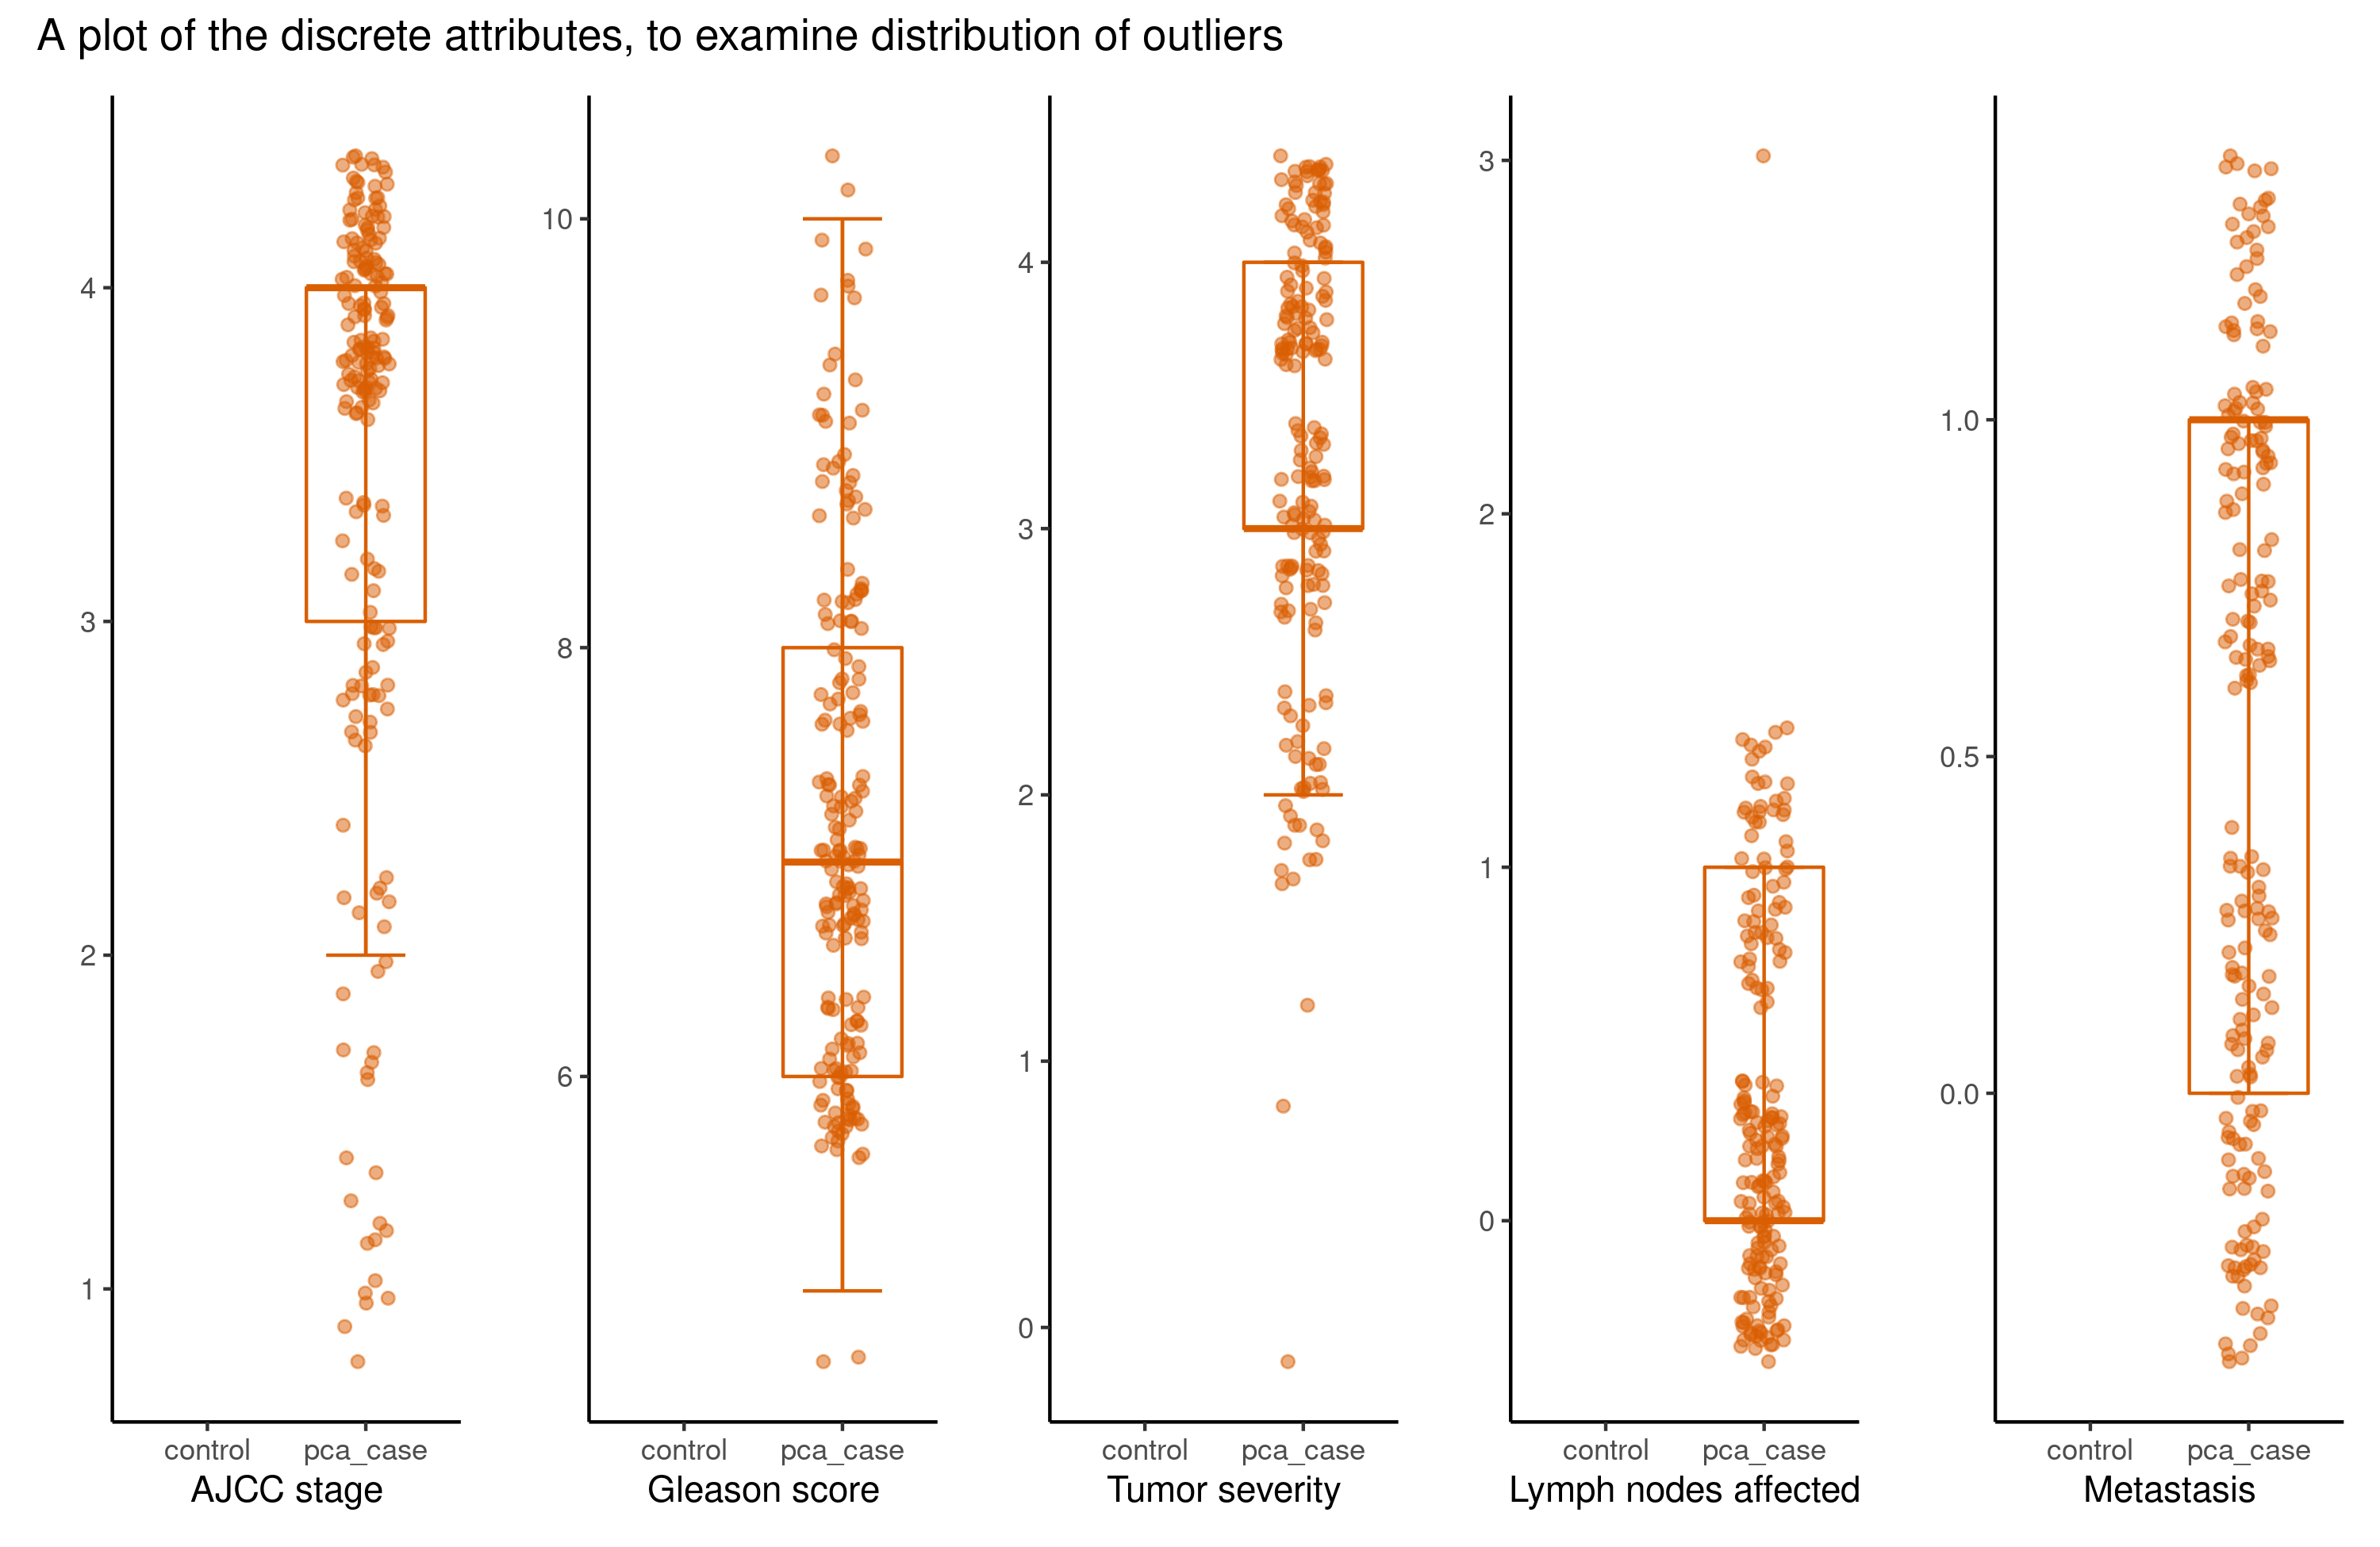 A plot of the discrete attributes, to examine distribution of outliers
4
3
2
1
control pca_case
AJCC stage
10
8
6
control pca_case
Gleason score
4
3
2
1
0
control pca_case
Tumor severity
3
2
1
0
control pca_case
Lymph nodes affected
1.0
0.5
0.0
control pca_case
Metastasis